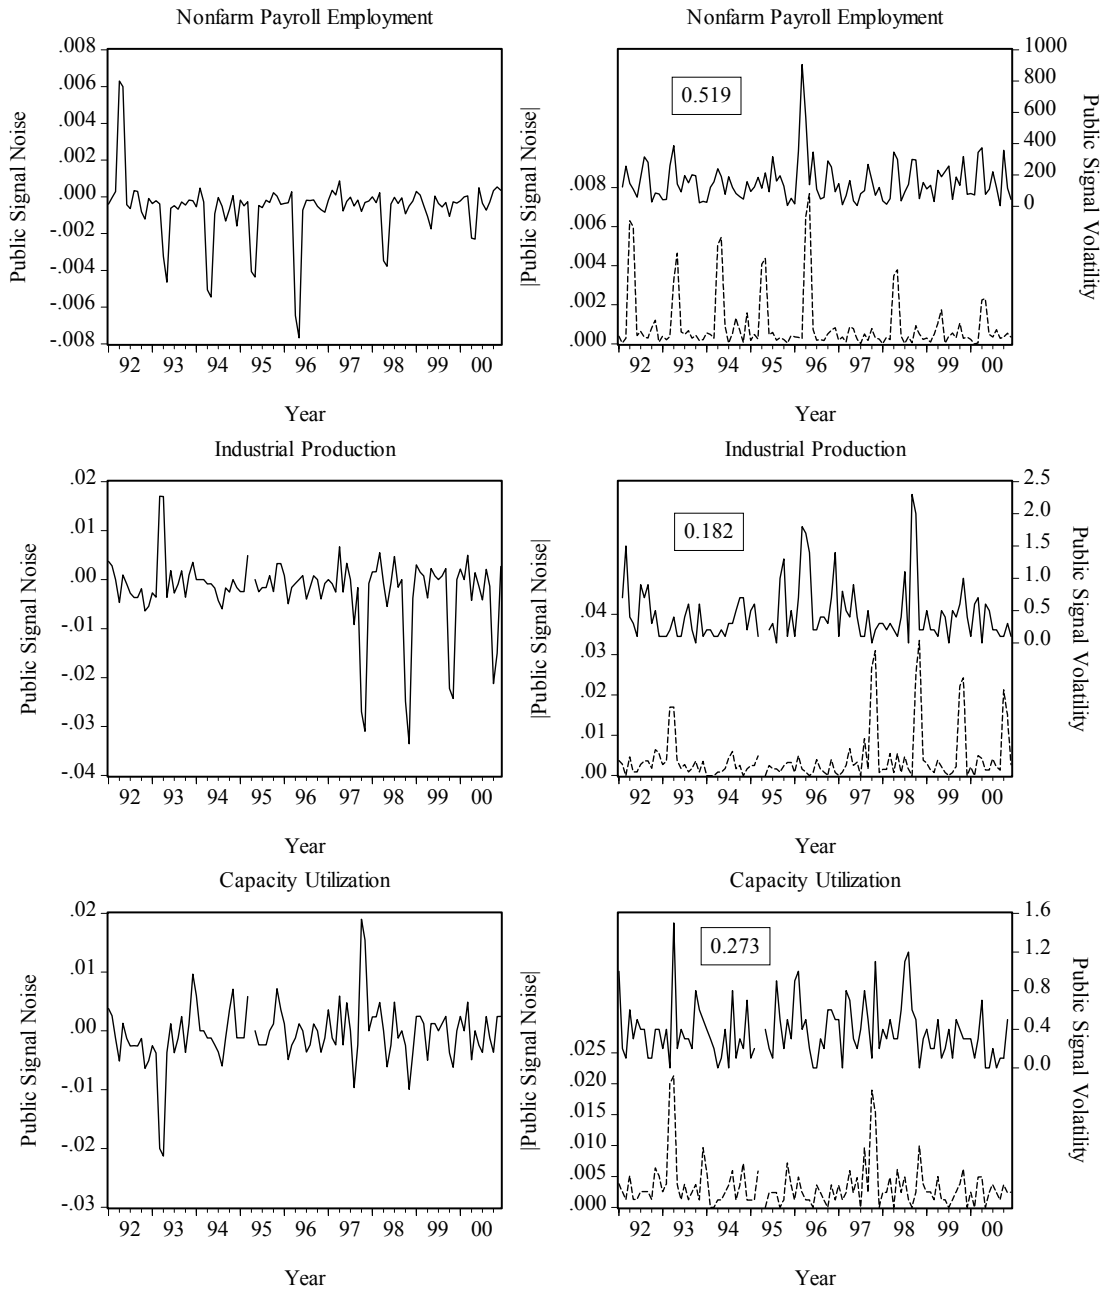 Nonfarm Payroll Employment
Public Signal Noise
.008
.006
.004
.002
.000
-.002
-.004
-.006
-.008
92 93 94 95 96 97 98 99 00
Year
Nonfarm Payroll Employment
|Public Signal Noise|
.008
.006
.004
.002
.000
0.519
1000
800
600
400
200
0
Public Signal Volatility
92 93 94 95 96 97 98 99 00
Year
Industrial Production
Public Signal Noise
.02
.01
.00
-.01
-.02
-.03
-.04
92 93 94 95 96 97 98 99 00
Year
Industrial Production
|Public Signal Noise|
.04
.03
.02
.01
.00
0.182
2.5
2.0
1.5
1.0
0.5
0.0
Public Signal Volatility
92 93 94 95 96 97 98 99 00
Year
Capacity Utilization
Public Signal Noise
.02
.01
.00
-.01
-.02
-.03
92 93 94 95 96 97 98 99 00
Year
Capacity Utilization
|Public Signal Noise|
.025
.020
.015
.010
.005
.000
0.273
1.6
1.2
0.8
0.4
0.0
Public Signal Volatility
92 93 94 95 96 97 98 99 00
Year